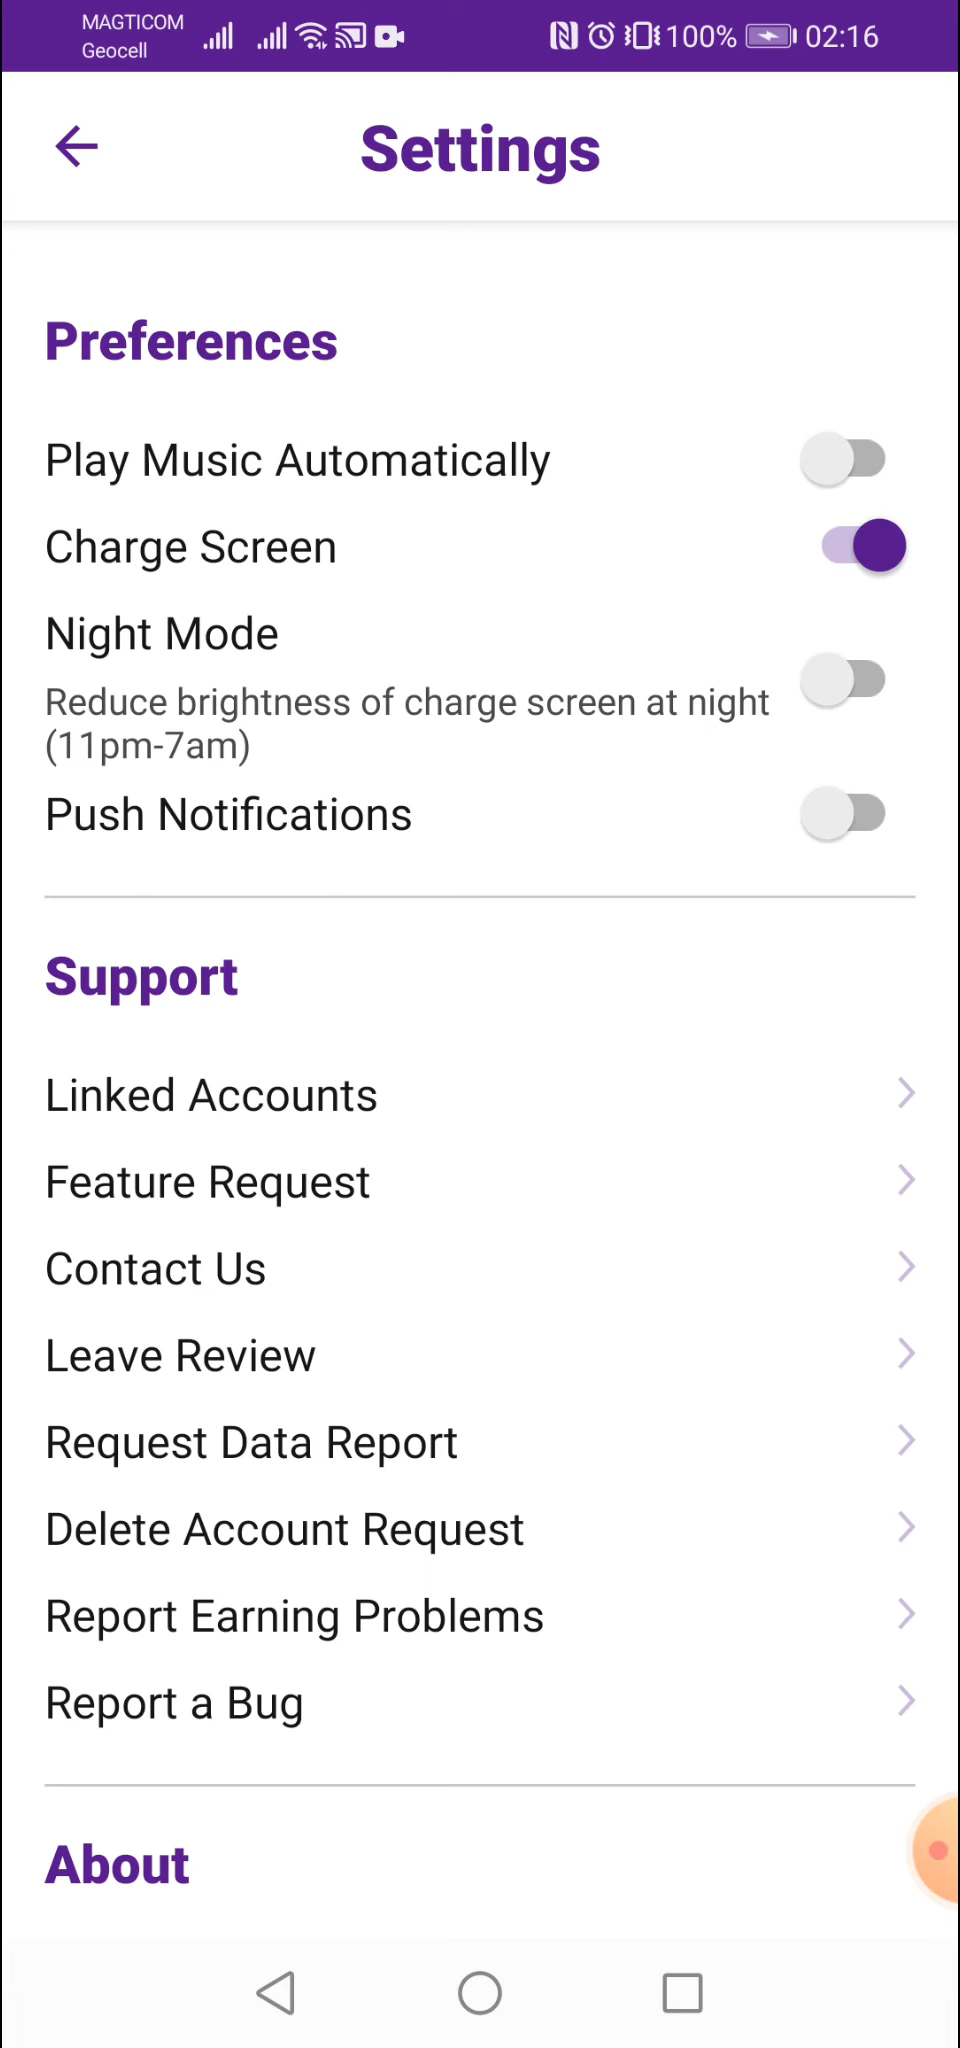 MAGTICOM
Geocell
100%
02:16
Settings
Preferences
Play Music Automatically
Charge Screen
Night Mode
Reduce brightness of charge screen at night
(11pm-7am)
Push Notifications
Support
Linked Accounts
Feature Request
Contact Us
Leave Review
Request Data Report
Delete Account Request
Report Earning Problems
Report a Bug
About